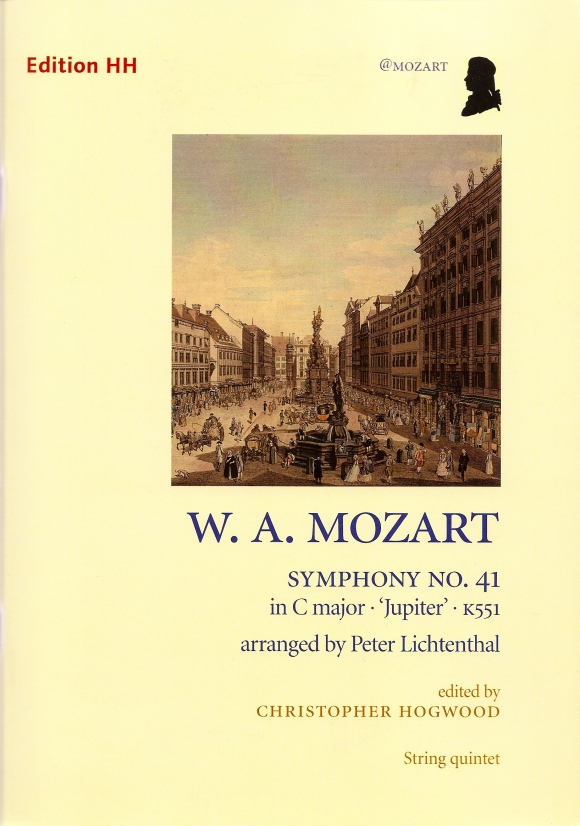 Edition HH
@MOZART
W. A. MOZART
SYMPHONY NO. 41
in C major · ‘Jupiter’ · K551
arranged by Peter Lichtenthal
edited by
CHRISTOPHER HOGWOOD
String quintet